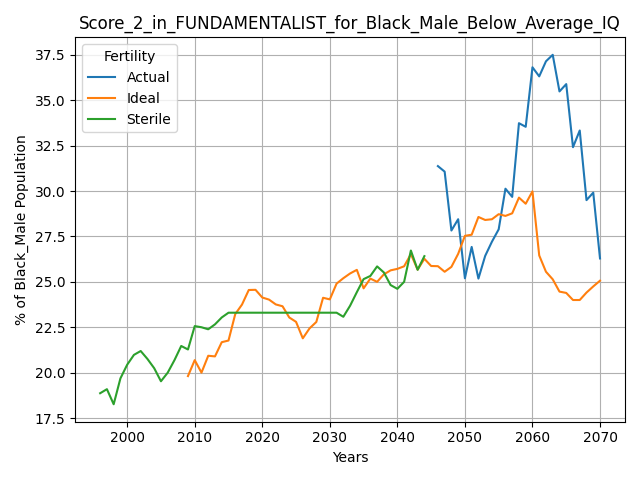 Score_2_in_FUNDAMENTALIST_for_Black_Male_Below_Average_IQ
Fertility
Actual
Ideal
Sterile
% of Black_Male Population
37.5
35.0
32.5
30.0
27.5
25.0
22.5
20.0
17.5
2000 2010 2020 2030 2040 2050 2060 2070
Years